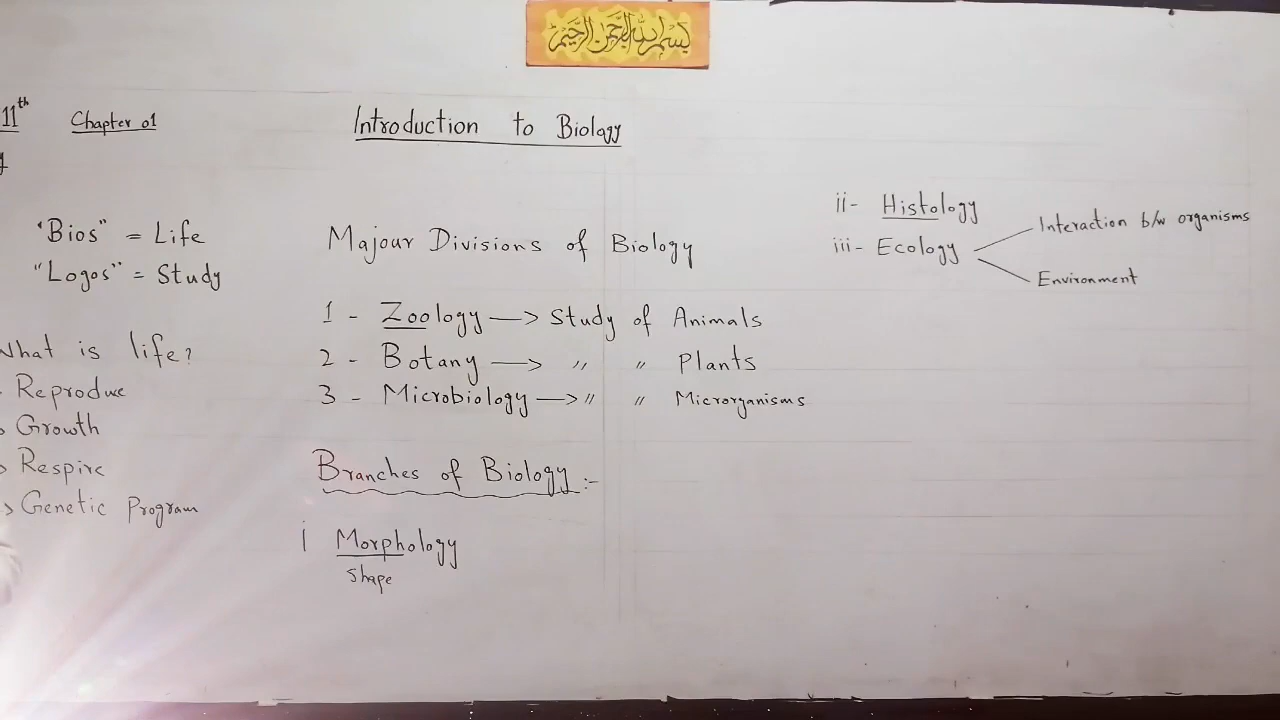 بسم الله الرحمن الرحيم
11th Chapter 01
Introduction to Biology
"Bios" = Life
"Logos" = Study
What is life?
Reproduce
Growth
Respire
Genetic Program
Majour Divisions of Biology
1 - Zoology → Study of Animals
2 - Botany → " " Plants
3 - Microbiology → " " Microrganisms
Branches of Biology :-
i Morphology
Shape
ii- Histology
iii- Ecology
Interaction b/w organisms
Environment